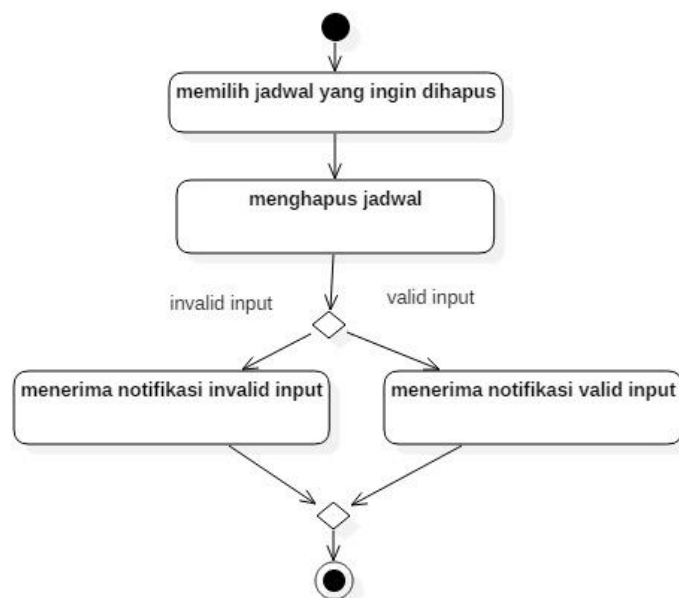 memilih jadwal yang ingin dihapus
menghapus jadwal
invalid input
valid input
menerima notifikasi invalid input
menerima notifikasi valid input